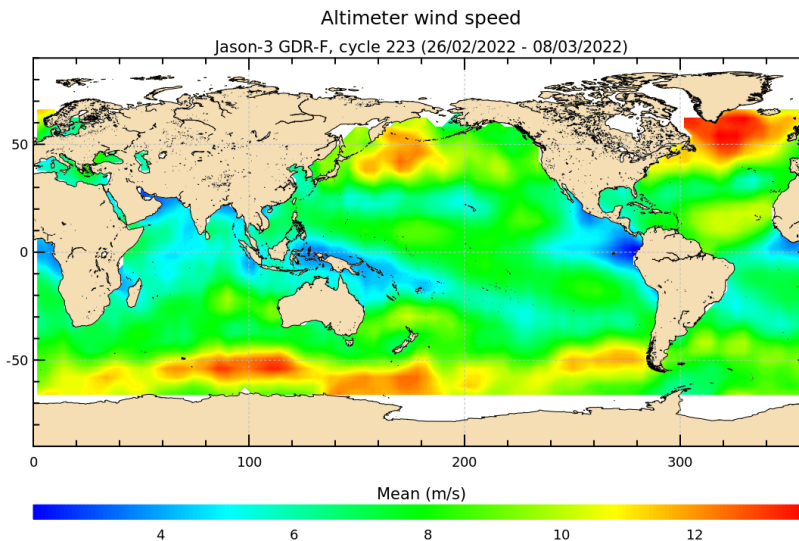 Altimeter wind speed
Jason-3 GDR-F, cycle 223 (26/02/2022 - 08/03/2022)
50
0
-50
0 100 200 300
Mean (m/s)
4 6 8 10 12